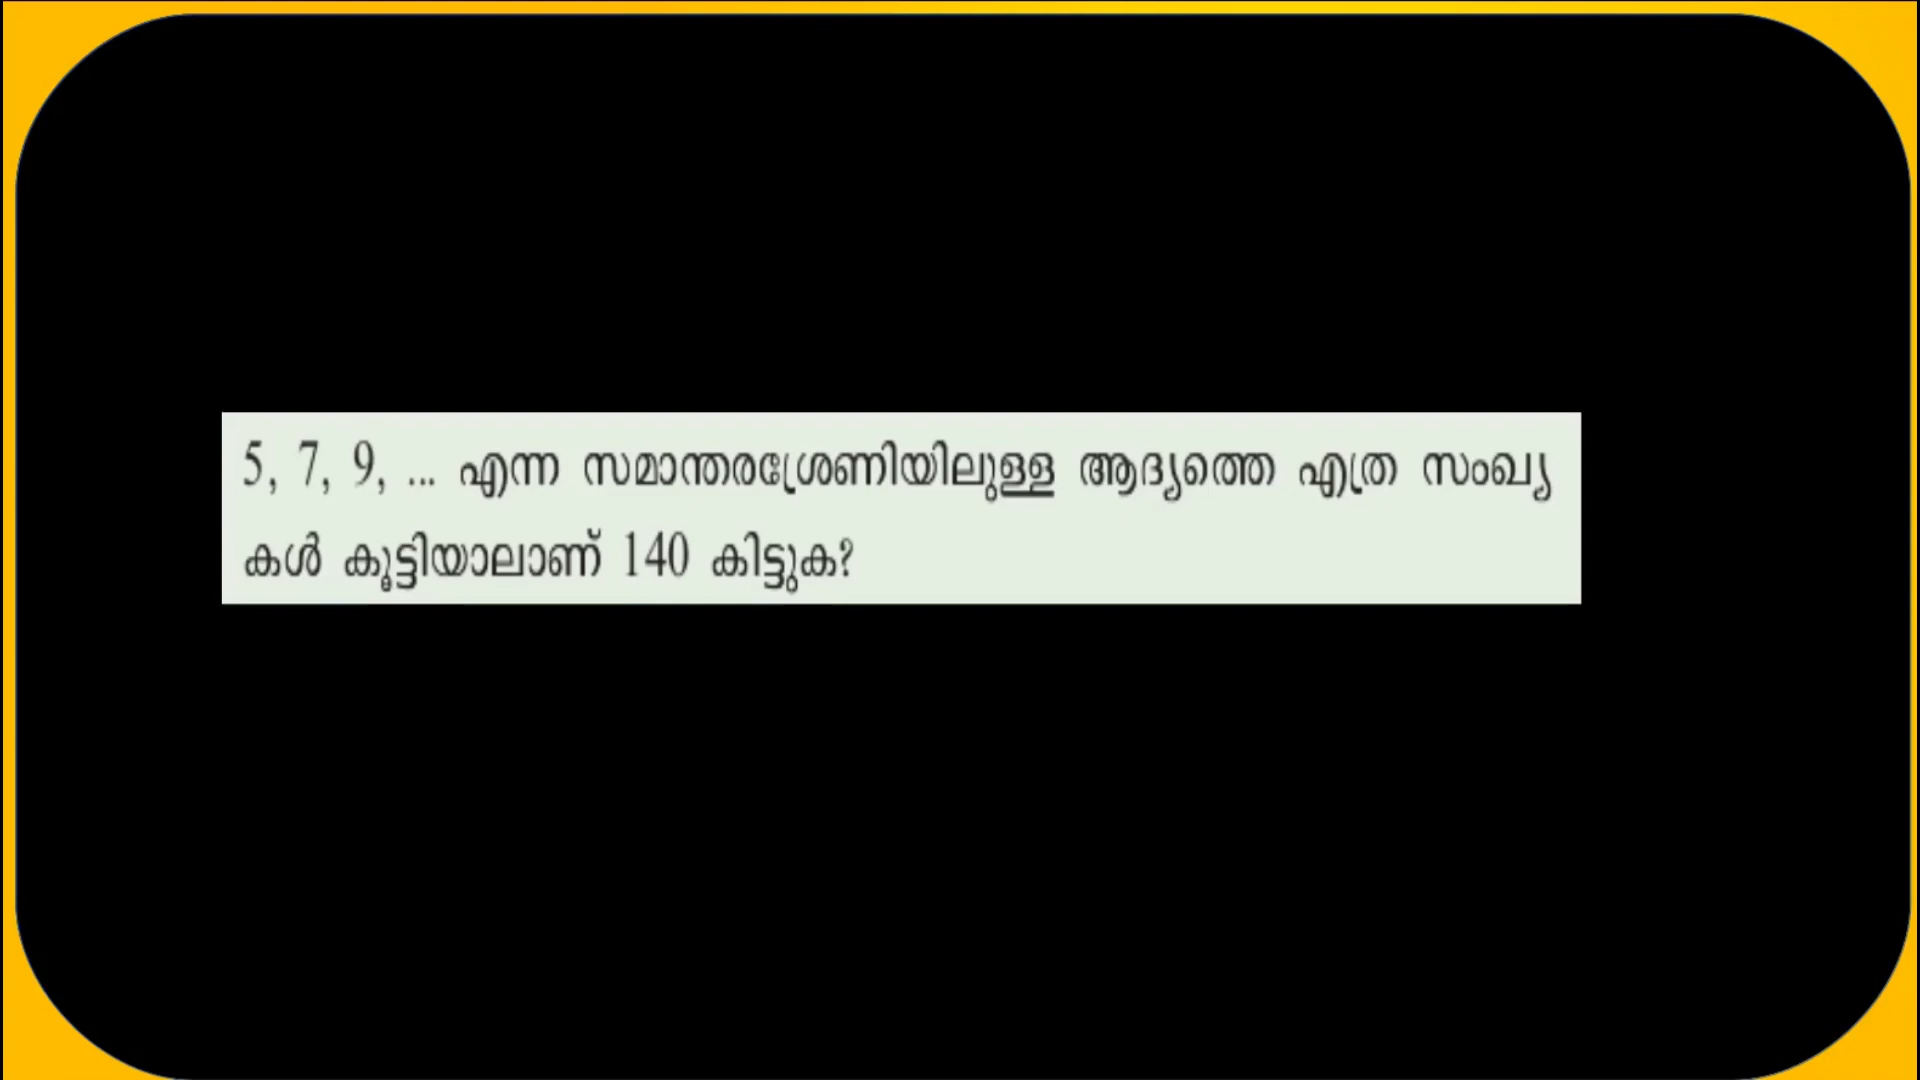 5, 7, 9, ... എന്ന സമാന്തരശ്രേണിയിലുള്ള ആദ്യത്തെ എത്ര സംഖ്യ
കൾ കൂട്ടിയാലാണ് 140 കിട്ടുക?